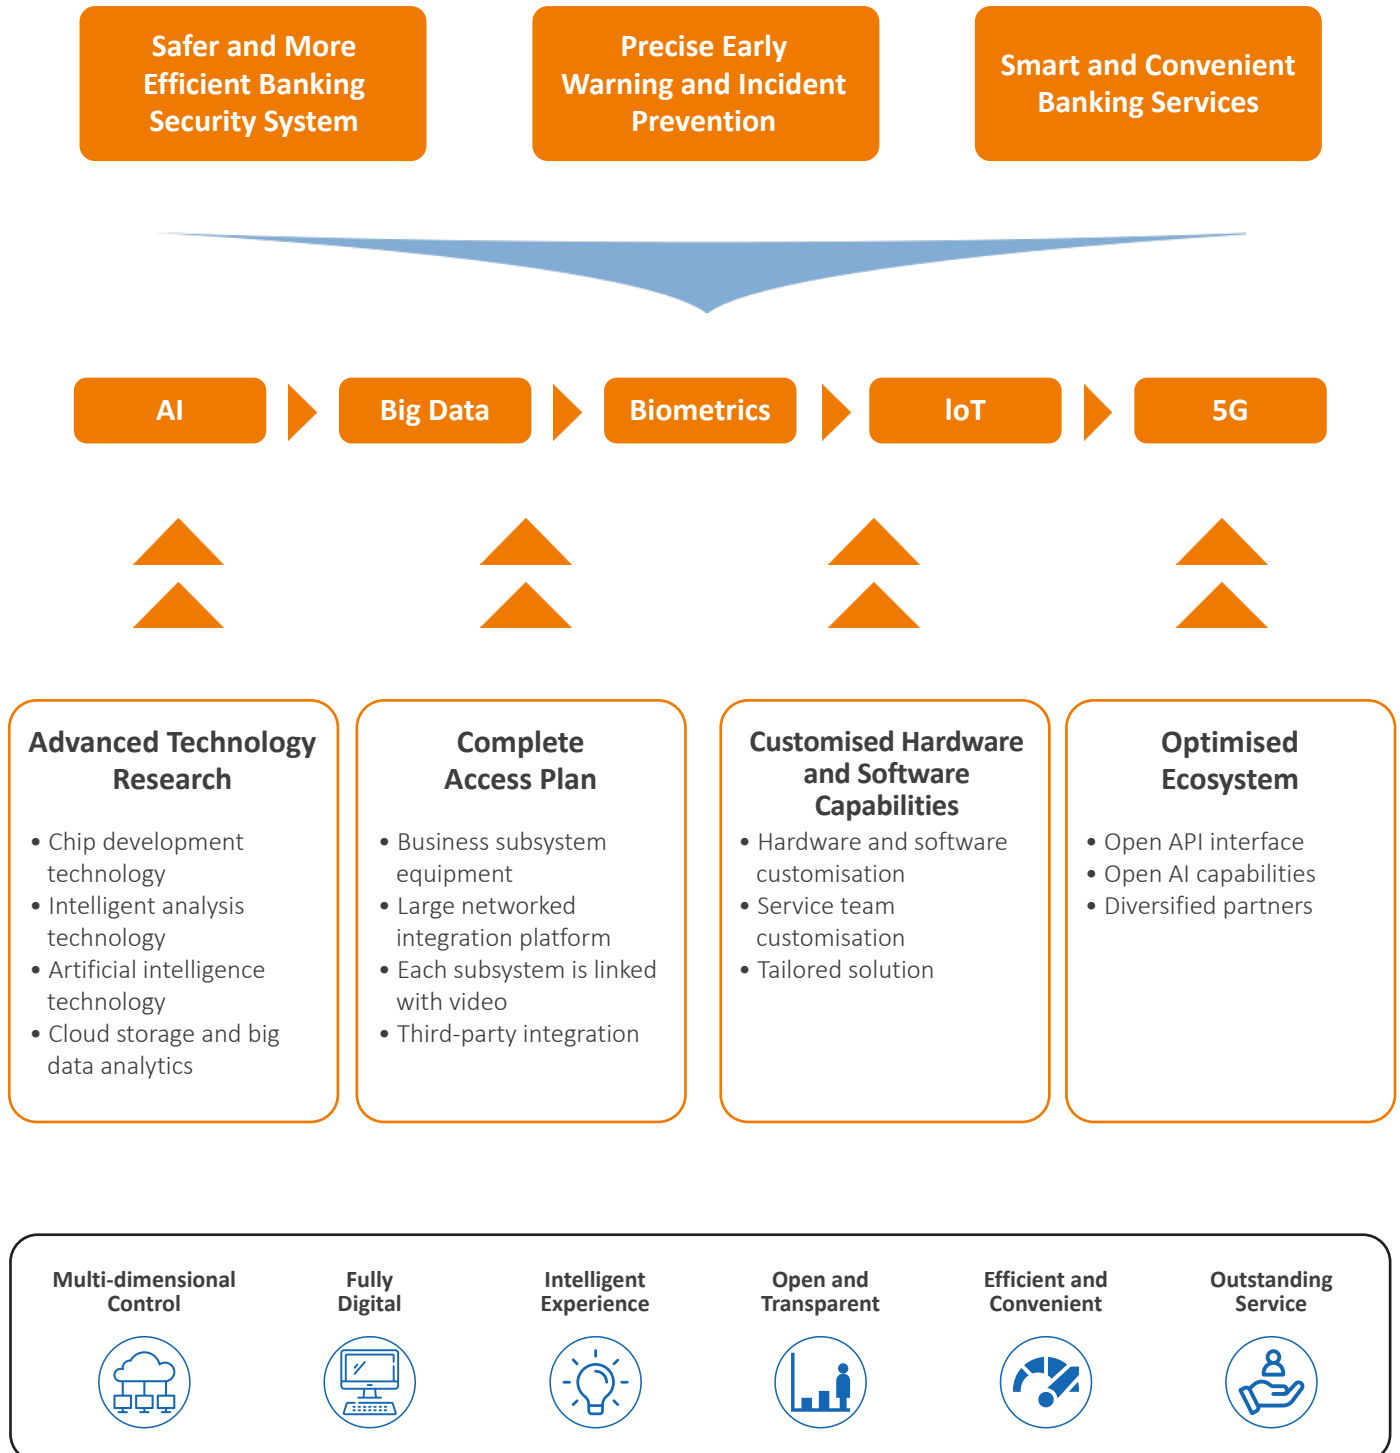 Safer and More
Efficient Banking
Security System
Precise Early
Warning and Incident
Prevention
Smart and Convenient
Banking Services
AI
Big Data
Biometrics
loT
5G
Advanced Technology
Research
• Chip development
technology
• Intelligent analysis
technology
• Artificial intelligence
technology
• Cloud storage and big
data analytics
Complete
Access Plan
• Business subsystem
equipment
• Large networked
integration platform
• Each subsystem is linked
with video
• Third-party integration
Customised Hardware
and Software
Capabilities
• Hardware and software
customisation
• Service team
customisation
• Tailored solution
Optimised
Ecosystem
• Open API interface
• Open AI capabilities
• Diversified partners
Multi-dimensional
Control
Fully
Digital
Intelligent
Experience
Open and
Transparent
Efficient and
Convenient
Outstanding
Service